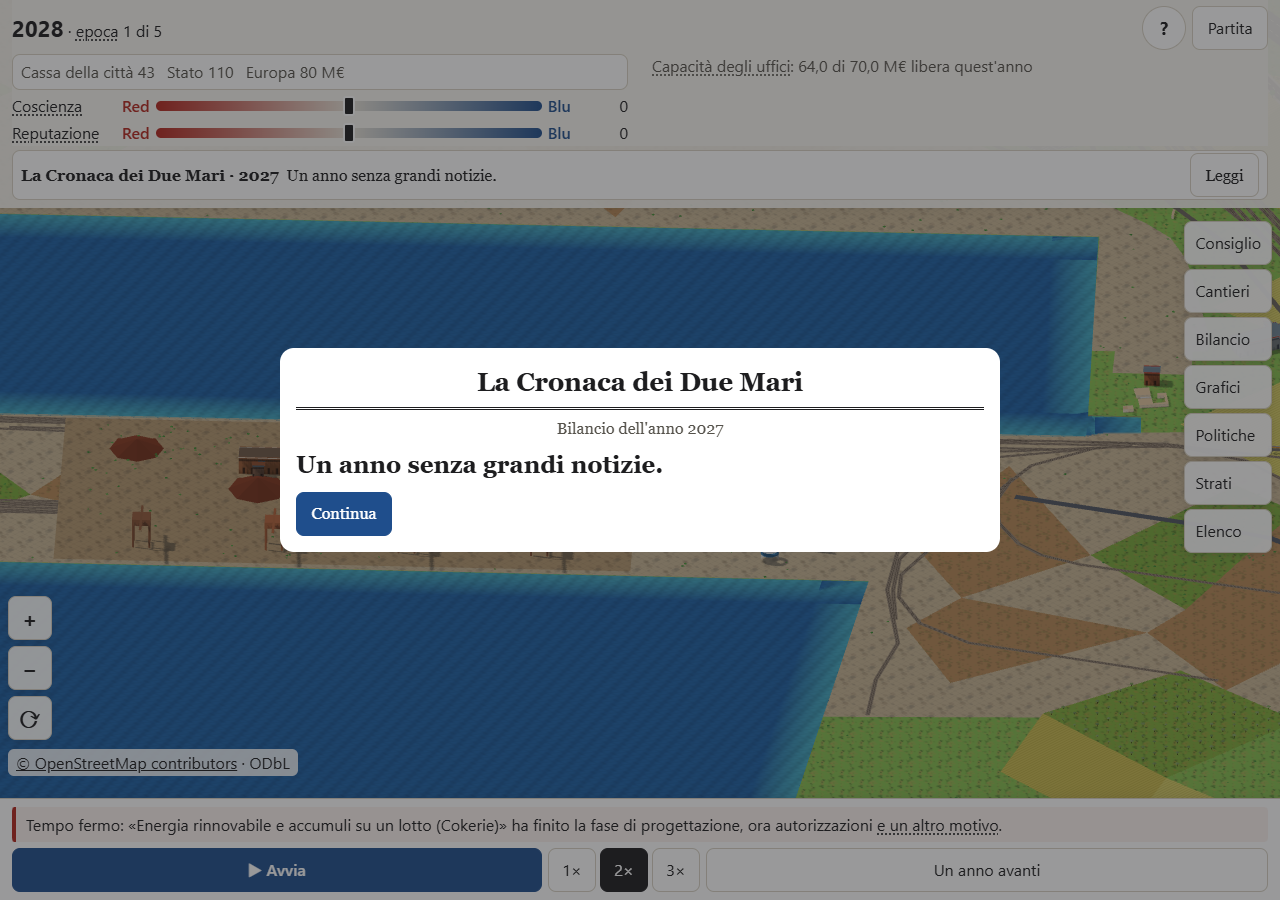 2028 · epoca 1 di 5
?
Partita
Cassa della città 43 Stato 110 Europa 80 M€
Capacità degli uffici: 64,0 di 70,0 M€ libera quest'anno
Coscienza Red Blu 0
Reputazione Red Blu 0
La Cronaca dei Due Mari · 2027 Un anno senza grandi notizie.
Leggi
Consiglio
Cantieri
Bilancio
Grafici
Politiche
Strati
Elenco
La Cronaca dei Due Mari
Bilancio dell'anno 2027
Un anno senza grandi notizie.
Continua
+
−
⟳
© OpenStreetMap contributors · ODbL
Tempo fermo: «Energia rinnovabile e accumuli su un lotto (Cokerie)» ha finito la fase di progettazione, ora autorizzazioni e un altro motivo.
▶ Avvia
1×
2×
3×
Un anno avanti